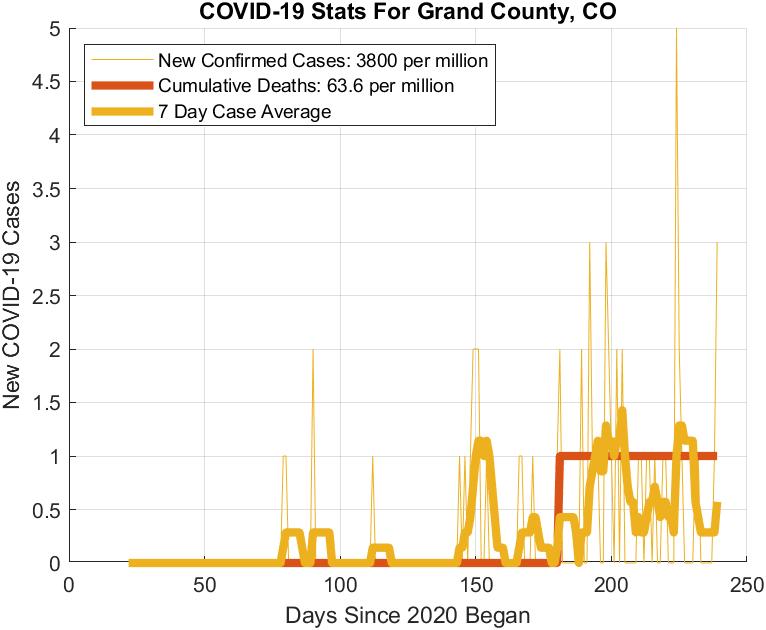 COVID-19 Stats For Grand County, CO
New Confirmed Cases: 3800 per million
Cumulative Deaths: 63.6 per million
7 Day Case Average
New COVID-19 Cases
5
4.5
4
3.5
3
2.5
2
1.5
1
0.5
0
0 50 100 150 200 250
Days Since 2020 Began